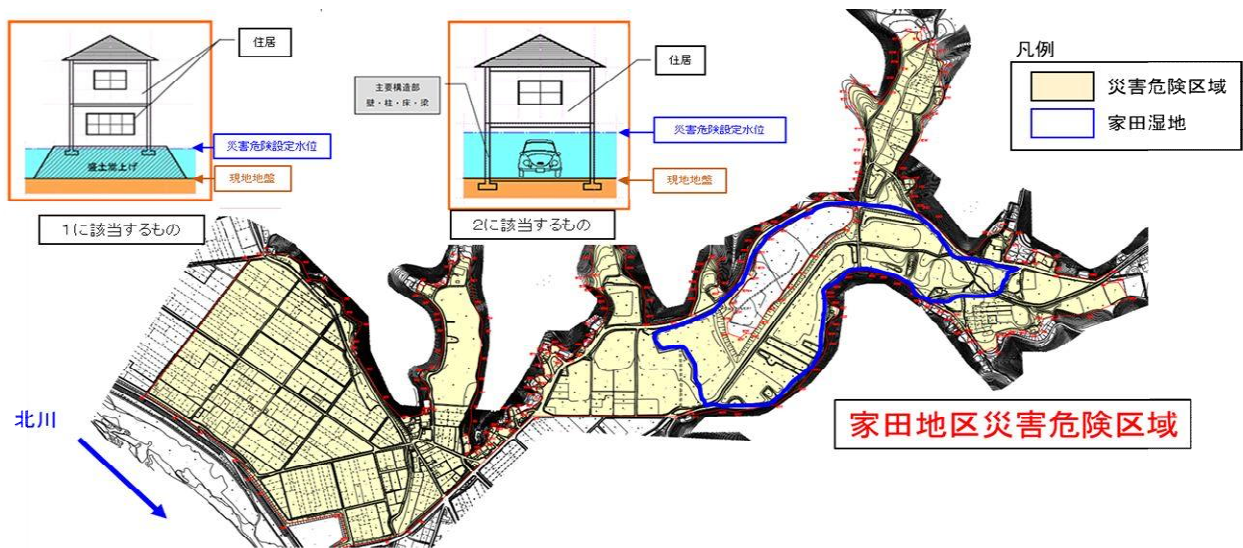 住居
災害危険設定水位
盛土嵩上げ
現地地盤
1に該当するもの
主要構造部
壁・柱・床・梁
住居
災害危険設定水位
現地地盤
2に該当するもの
凡例
災害危険区域
家田湿地
北川
家田地区災害危険区域